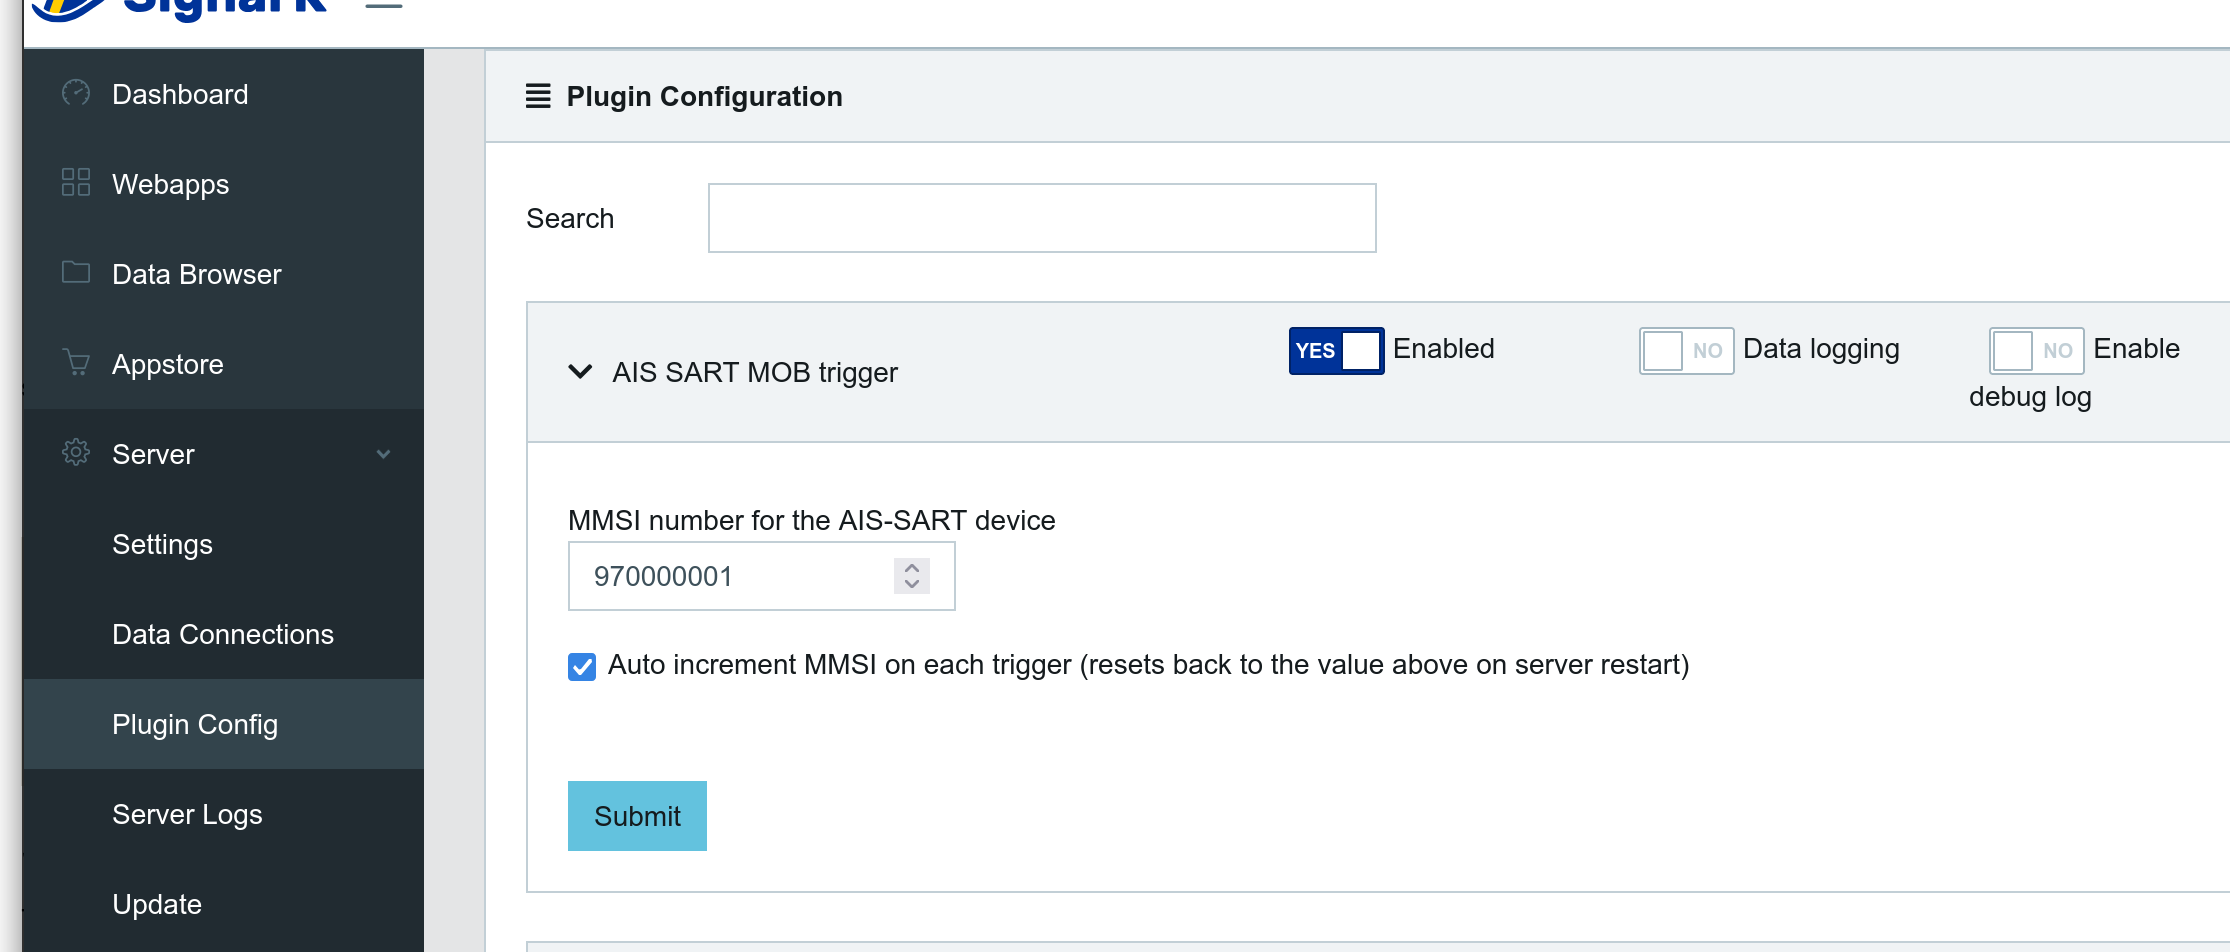 Dashboard
Webapps
Data Browser
Appstore
Server
Settings
Data Connections
Plugin Config
Server Logs
Update
Plugin Configuration
Search
AIS SART MOB trigger
YES Enabled
NO Data logging
NO Enable
debug log
MMSI number for the AIS-SART device
970000001
Auto increment MMSI on each trigger (resets back to the value above on server restart)
Submit